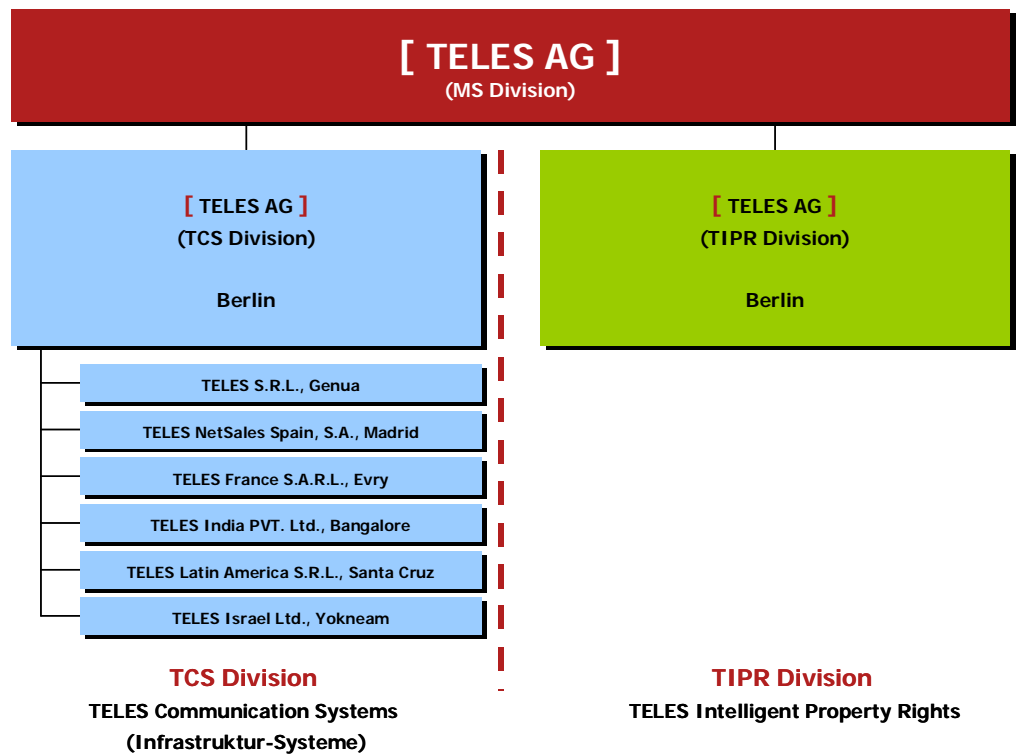 [ TELES AG ]
(MS Division)
[ TELES AG ]
(TCS Division)
Berlin
[ TELES AG ]
(TIPR Division)
Berlin
TELES S.R.L., Genua
TELES NetSales Spain, S.A., Madrid
TELES France S.A.R.L., Evry
TELES India PVT. Ltd., Bangalore
TELES Latin America S.R.L., Santa Cruz
TELES Israel Ltd., Yokneam
TCS Division
TELES Communication Systems
(Infrastruktur-Systeme)
TIPR Division
TELES Intelligent Property Rights